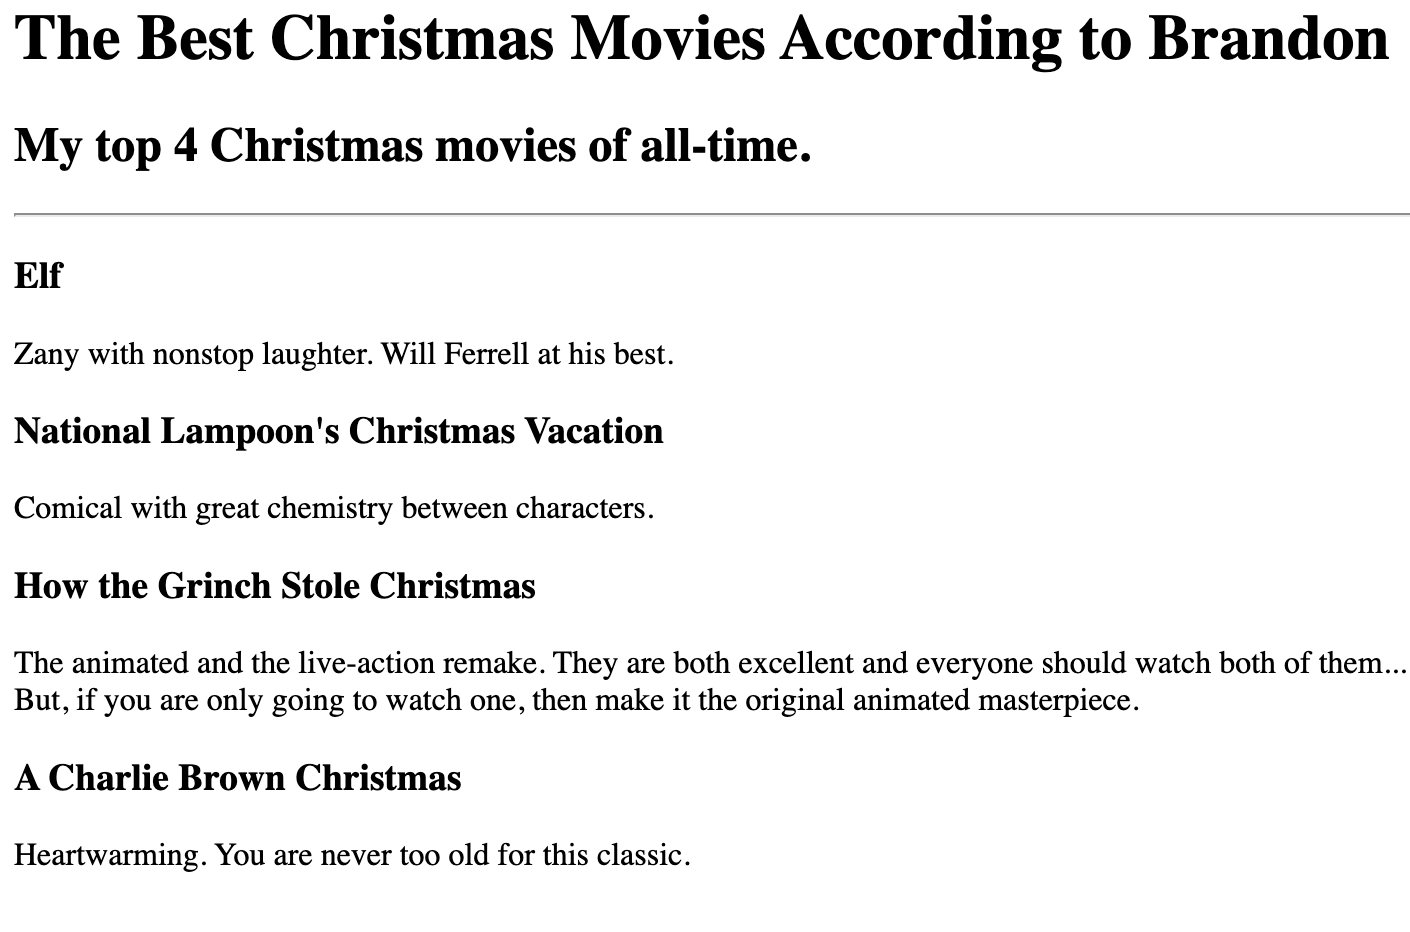 The Best Christmas Movies According to Brandon
My top 4 Christmas movies of all-time.
Elf
Zany with nonstop laughter. Will Ferrell at his best.
National Lampoon's Christmas Vacation
Comical with great chemistry between characters.
How the Grinch Stole Christmas
The animated and the live-action remake. They are both excellent and everyone should watch both of them...
But, if you are only going to watch one, then make it the original animated masterpiece.
A Charlie Brown Christmas
Heartwarming. You are never too old for this classic.